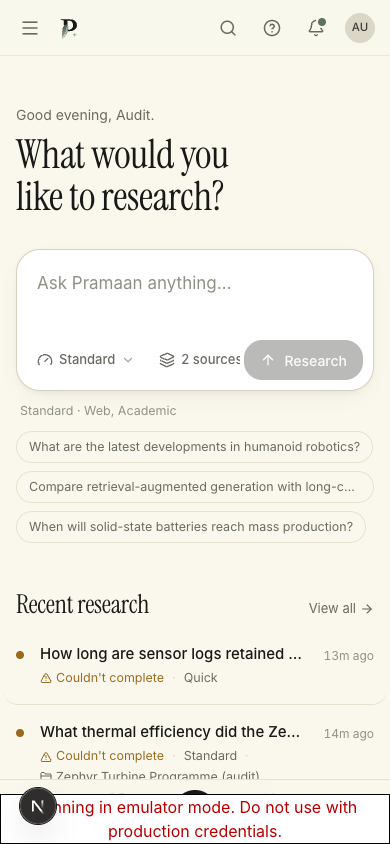 P
AU
Good evening, Audit.
What would you
like to research?
Ask Pramaan anything...
Standard
2 sources
Research
Standard · Web, Academic
What are the latest developments in humanoid robotics?
Compare retrieval-augmented generation with long-c...
When will solid-state batteries reach mass production?
Recent research
View all →
How long are sensor logs retained ...
13m ago
Couldn't complete · Quick
What thermal efficiency did the Ze...
14m ago
Couldn't complete · Standard ·
Zephyr Turbine Programme (audit)
N
in emulator mode. Do not use with
production credentials.